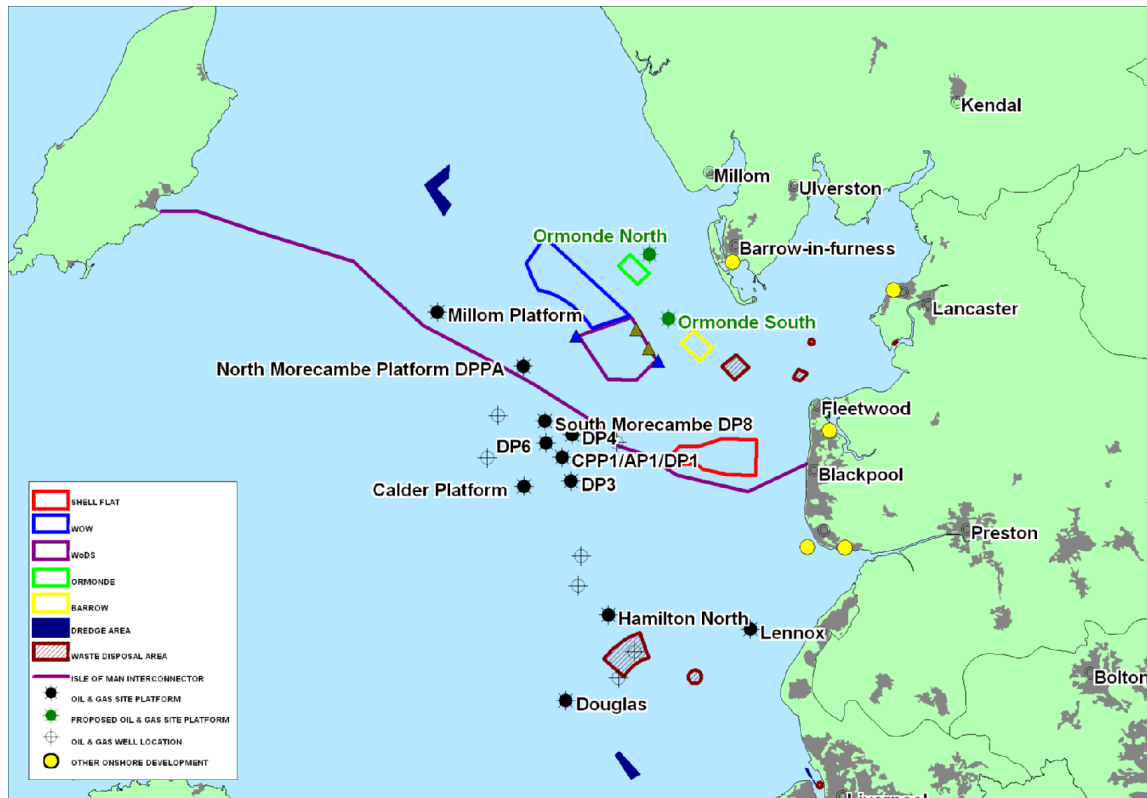 Kendal
Millom
Ulverston
Ormonde North
Barrow-in-furness
Lancaster
Millom Platform
Ormonde South
North Morecambe Platform DPPA
Fleetwood
South Morecambe DP8
DP4
DP6
CPP1/AP1/DP1
Blackpool
DP3
Calder Platform
Preston
Hamilton North
Lennox
Bolton
Douglas
Liverpool
SHELL FLAT
WOW
WoDS
ORMONDE
BARROW
DREDGE AREA
WASTE DISPOSAL AREA
ISLE OF MAN INTERCONNECTOR
OIL & GAS SITE PLATFORM
PROPOSED OIL & GAS SITE PLATFORM
OIL & GAS WELL LOCATION
OTHER ONSHORE DEVELOPMENT